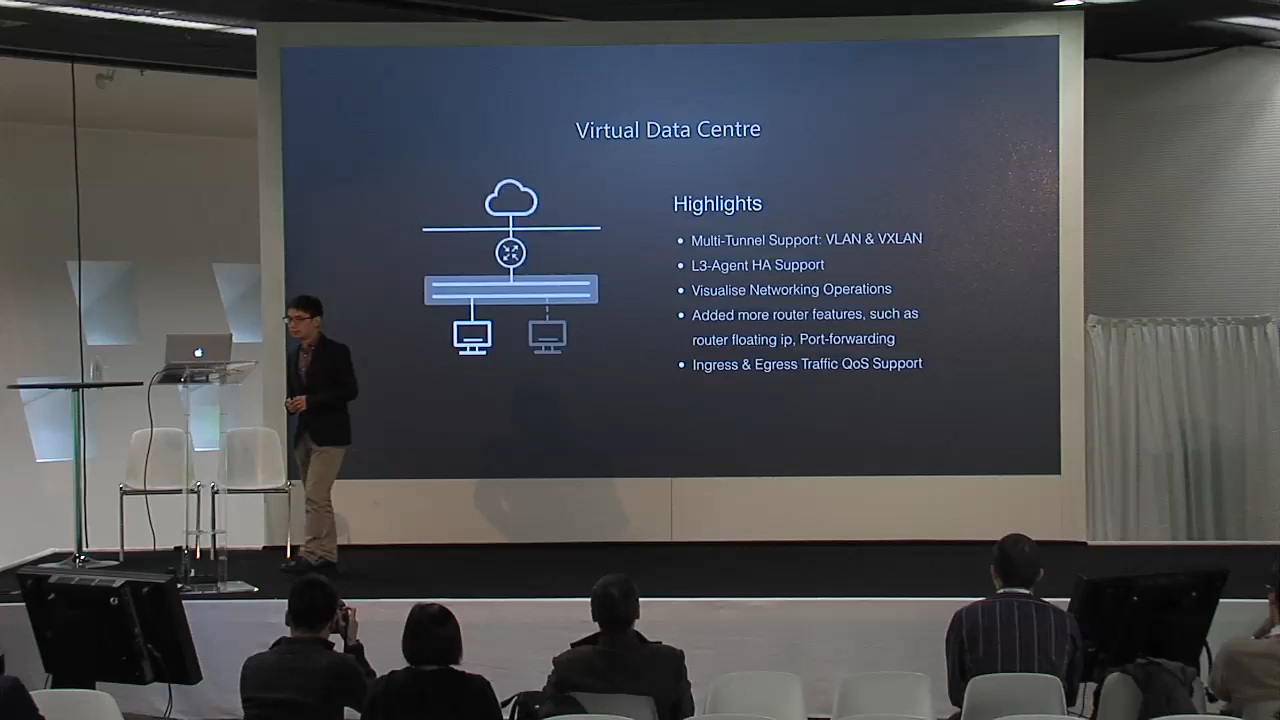 Virtual Data Centre
Highlights
• Multi-Tunnel Support: VLAN & VXLAN
• L3-Agent HA Support
• Visualise Networking Operations
• Added more router features, such as
router floating ip, Port-forwarding
• Ingress & Egress Traffic QoS Support